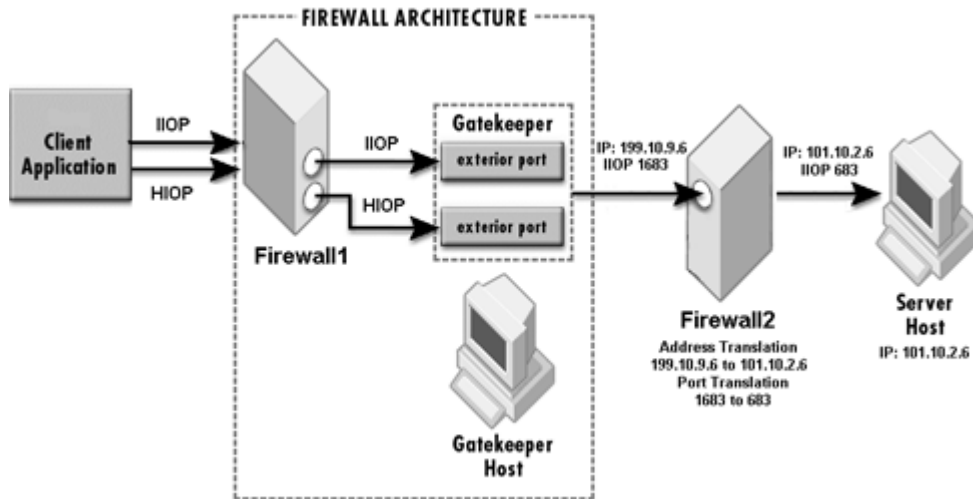 FIREWALL ARCHITECTURE
Client
Application
IIOP
HIOP
Firewall1
IIOP
HIOP
Gatekeeper
exterior port
exterior port
Gatekeeper
Host
IP: 199.10.9.6
IIOP 1683
Firewall2
Address Translation
199.10.9.6 to 101.10.2.6
Port Translation
1683 to 683
IP: 101.10.2.6
IIOP 683
Server
Host
IP: 101.10.2.6